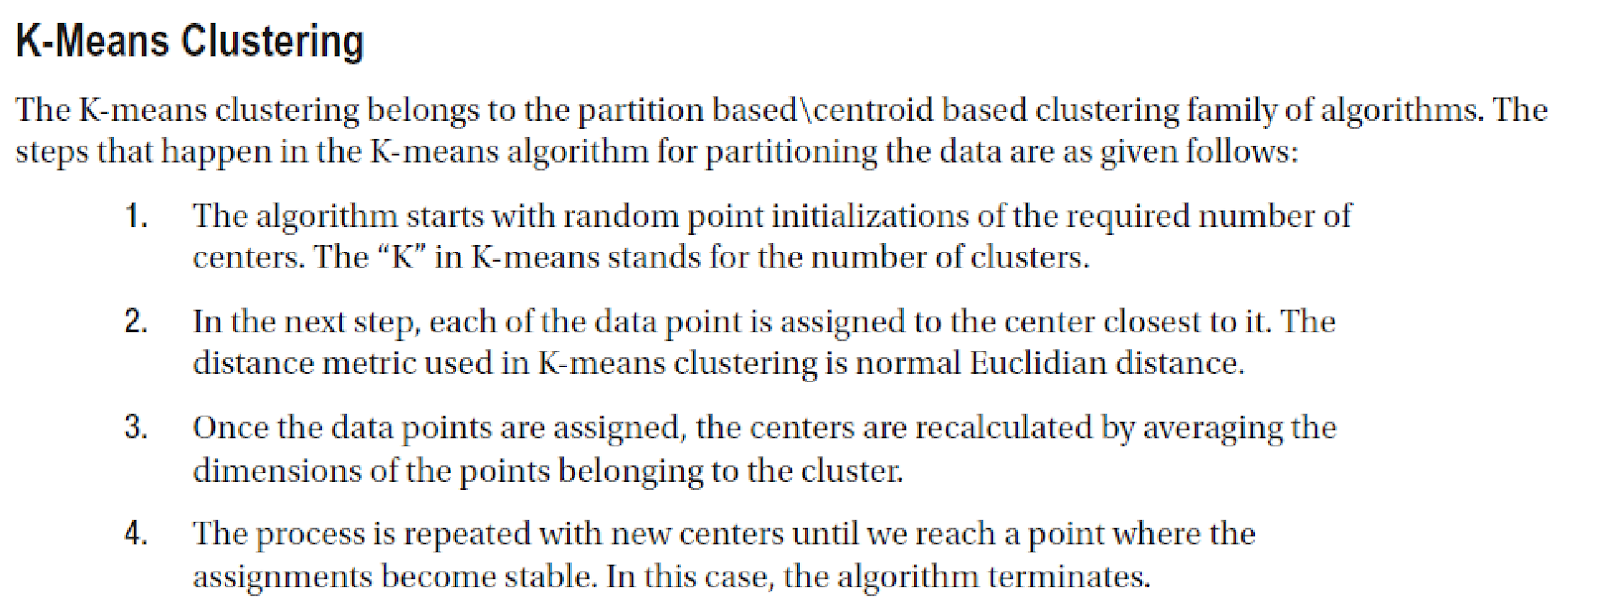 K-Means Clustering
The K-means clustering belongs to the partition based\centroid based clustering family of algorithms. The
steps that happen in the K-means algorithm for partitioning the data are as given follows:
1. The algorithm starts with random point initializations of the required number of
centers. The “K” in K-means stands for the number of clusters.
2. In the next step, each of the data point is assigned to the center closest to it. The
distance metric used in K-means clustering is normal Euclidian distance.
3. Once the data points are assigned, the centers are recalculated by averaging the
dimensions of the points belonging to the cluster.
4. The process is repeated with new centers until we reach a point where the
assignments become stable. In this case, the algorithm terminates.